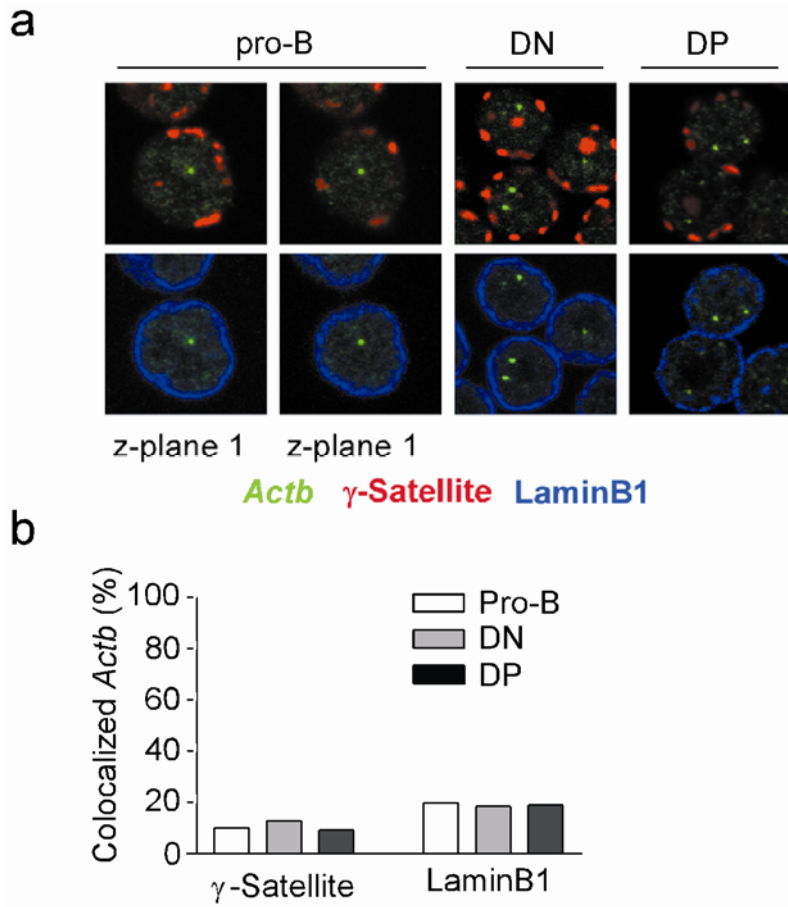 a
pro-B DN DP
z-plane 1 z-plane 1
Actb γ-Satellite LaminB1
b
Colocalized Actb (%)
100
80
60
40
20
0
Pro-B
DN
DP
γ-Satellite LaminB1